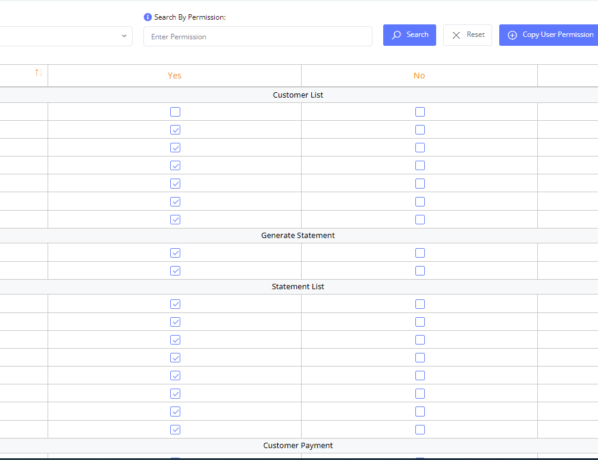 Search By Permission:
Enter Permission
Search
Reset
Copy User Permission
Yes
No
Customer List
Generate Statement
Statement List
Customer Payment